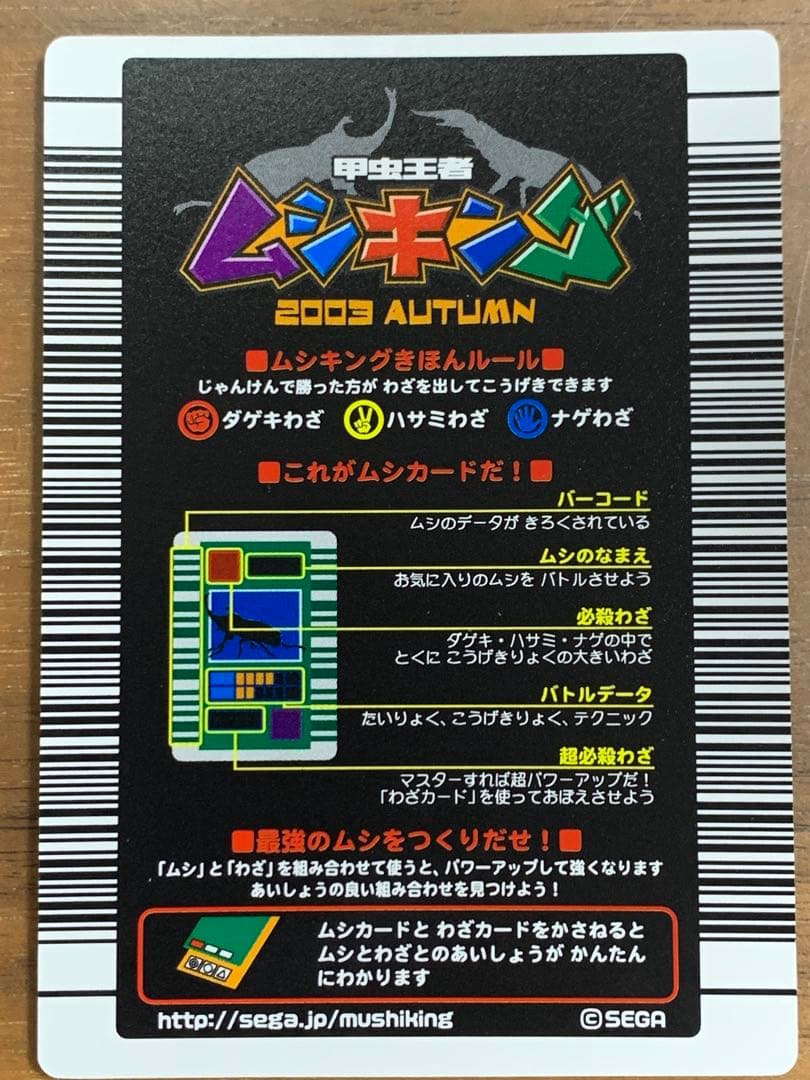 甲虫王者
ムシキング
2003 AUTUMN
■ムシキングきほんルール■
じゃんけんで勝った方が わざを出してこうげきできます
ダゲキわざ ハサミわざ ナゲわざ
■これがムシカードだ！■
バーコード
ムシのデータが きろくされている
ムシのなまえ
お気に入りのムシを バトルさせよう
必殺わざ
ダゲキ・ハサミ・ナゲの中で
とくに こうげきりょくの大きいわざ
バトルデータ
たいりょく、こうげきりょく、テクニック
超必殺わざ
マスターすれば超パワーアップだ！
「わざカード」を使っておぼえさせよう
■最強のムシをつくりだせ！■
「ムシ」と「わざ」を組み合わせて使うと、パワーアップして強くなります
あいしょうの良い組み合わせを見つけよう！
ムシカードと わざカードをかさねると
ムシとわざとのあいしょうが かんたん
にわかります
http://sega.jp/mushiking ©SEGA